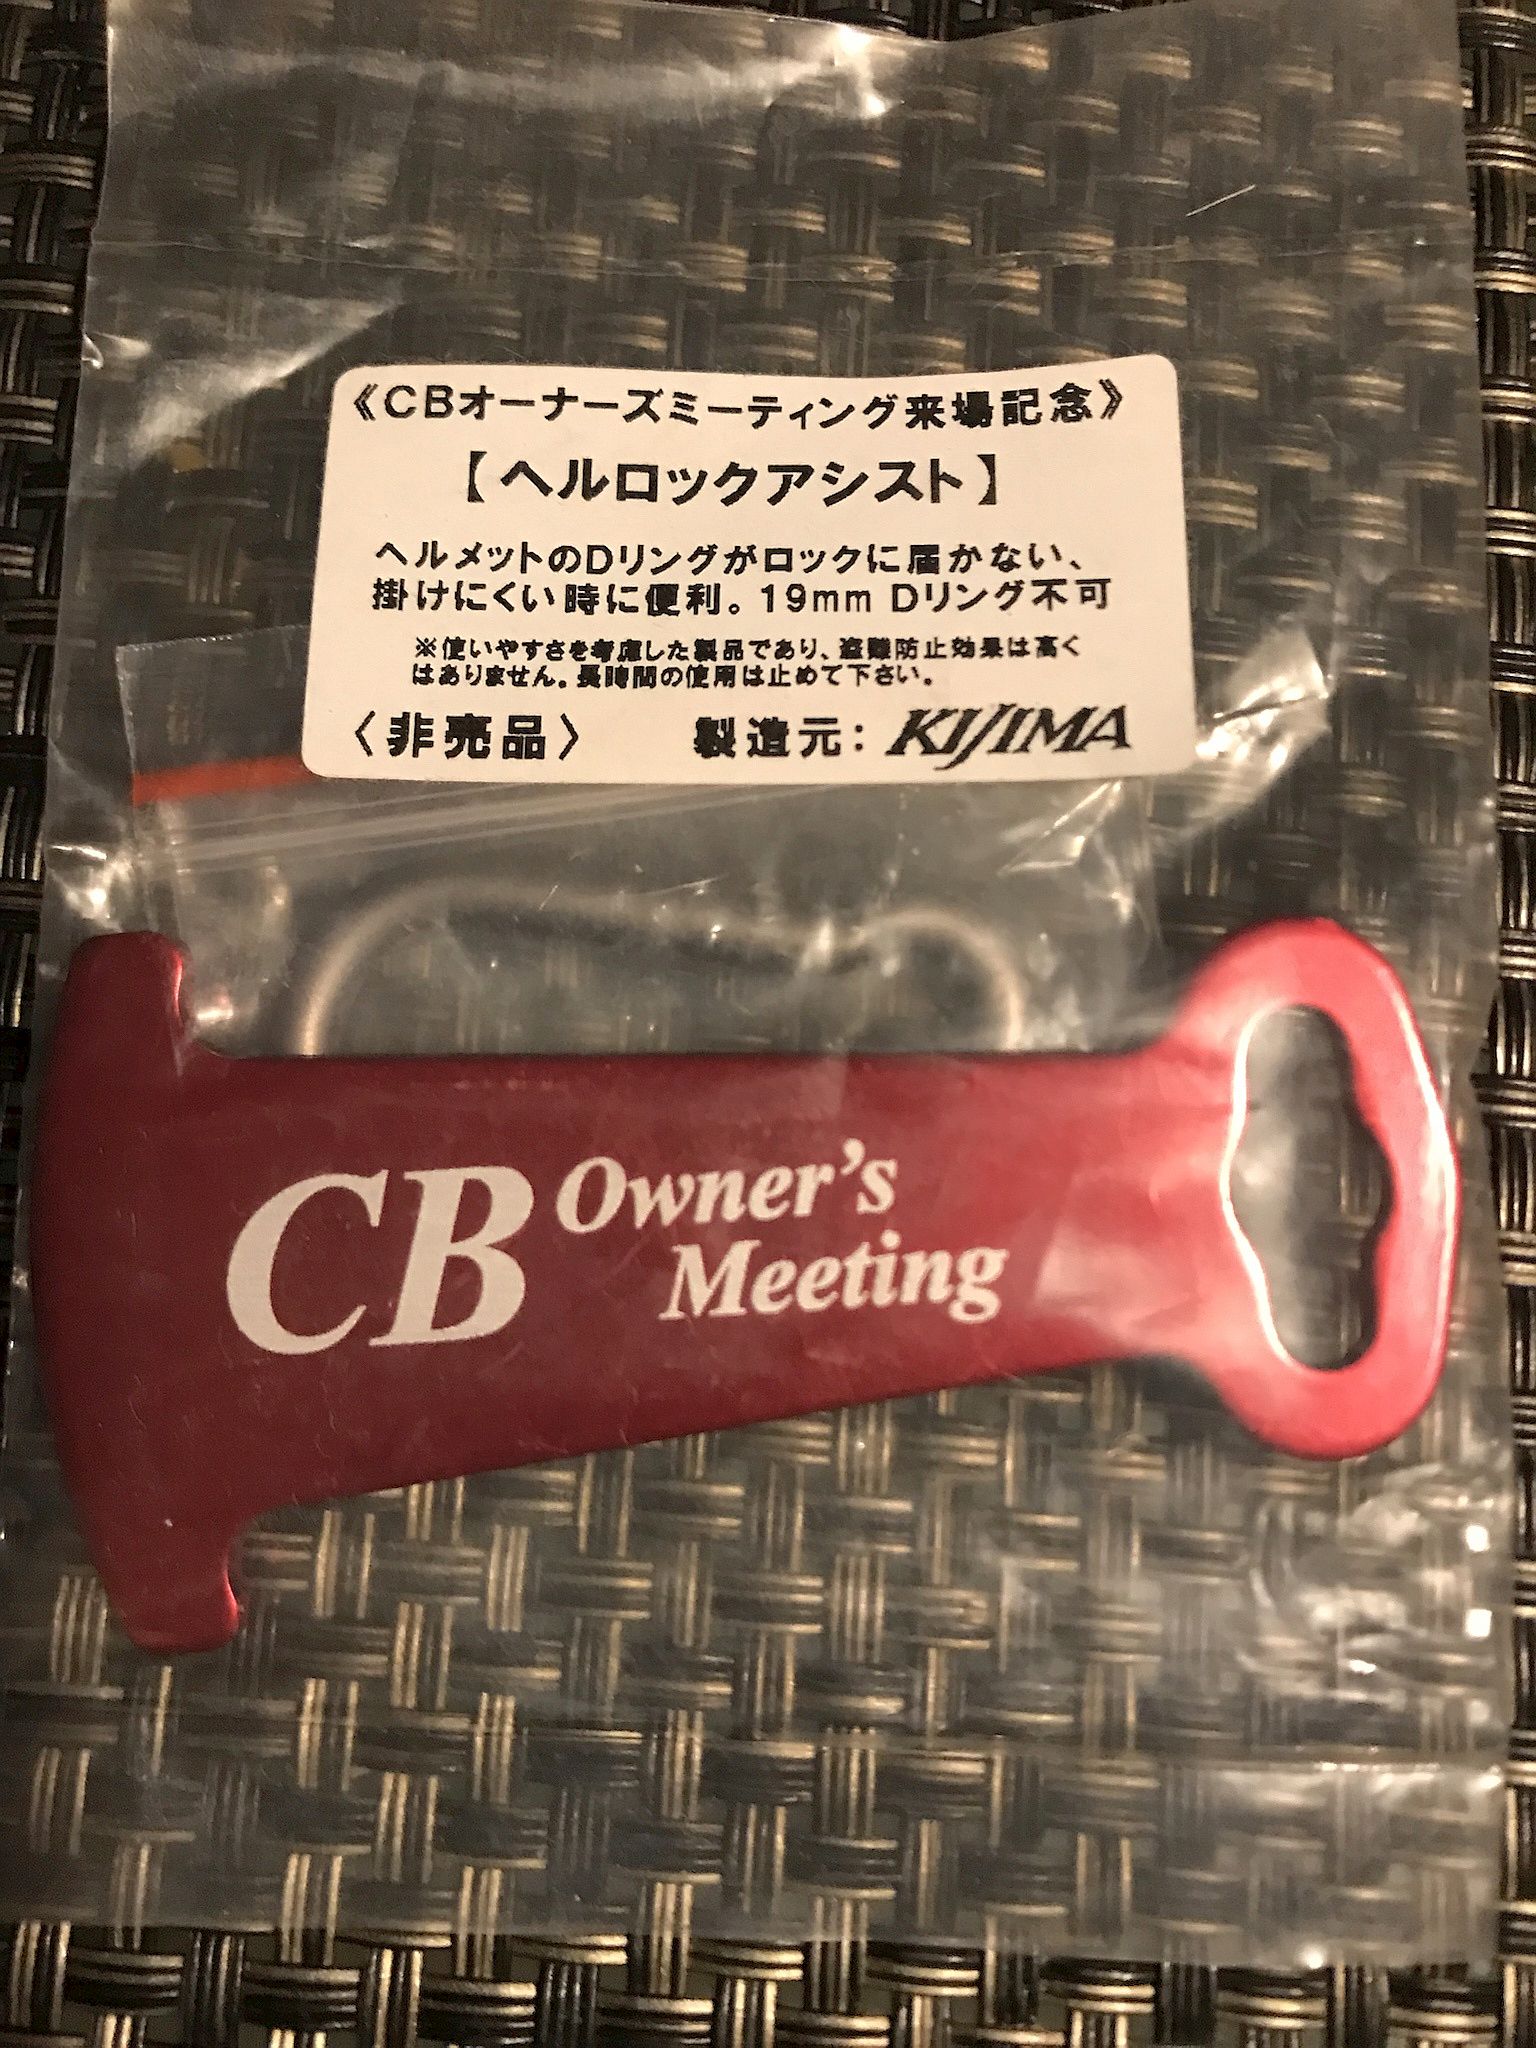 《CBオーナーズミーティング来場記念》
【ヘルロックアシスト】
ヘルメットのDリングがロックに届かない、
掛けにくい時に便利。19mm Dリング不可
※使いやすさを考慮した製品であり、盗難防止効果は高く
はありません。長時間の使用は止めて下さい。
〈非売品〉 製造元：KIJIMA
CB Owner's
Meeting